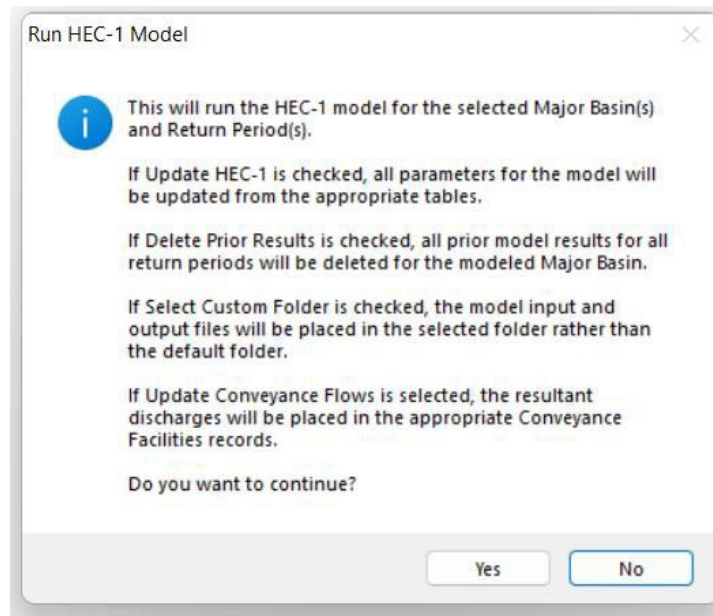 Run HEC-1 Model
This will run the HEC-1 model for the selected Major Basin(s)
and Return Period(s).
If Update HEC-1 is checked, all parameters for the model will
be updated from the appropriate tables.
If Delete Prior Results is checked, all prior model results for all
return periods will be deleted for the modeled Major Basin.
If Select Custom Folder is checked, the model input and
output files will be placed in the selected folder rather than
the default folder.
If Update Conveyance Flows is selected, the resultant
discharges will be placed in the appropriate Conveyance
Facilities records.
Do you want to continue?
Yes
No